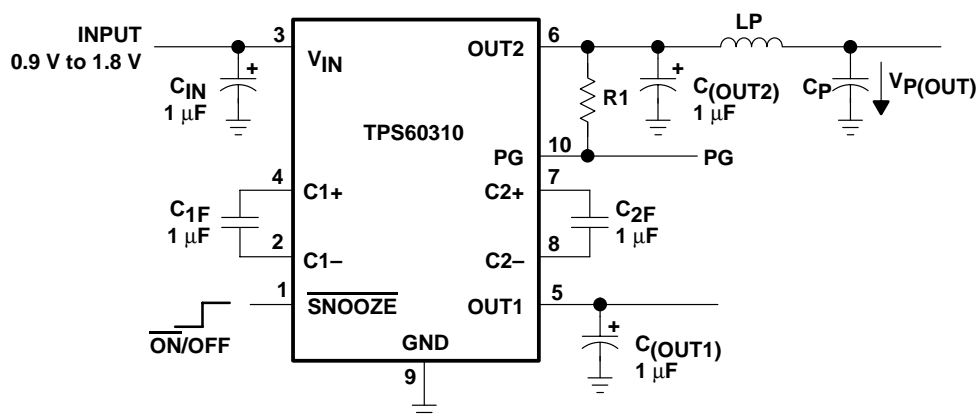 INPUT
0.9 V to 1.8 V
3
VIN
CIN
1 μF
+
TPS60310
OUT2
6
R1
+
C(OUT2)
1 μF
LP
CP
VP(OUT)
PG
10
PG
4
C1+
C1F
1 μF
2
C1–
C2+
7
C2F
1 μF
8
C2–
1
SNOOZE
ON/OFF
OUT1
5
+
C(OUT1)
1 μF
GND
9